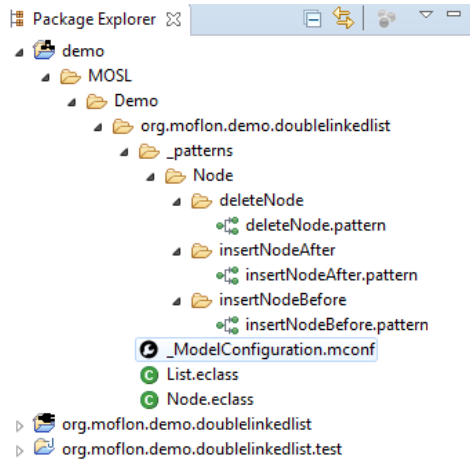 Package Explorer
demo
MOSL
Demo
org.moflon.demo.doublelinkedlist
_patterns
Node
deleteNode
deleteNode.pattern
insertNodeAfter
insertNodeAfter.pattern
insertNodeBefore
insertNodeBefore.pattern
_ModelConfiguration.mconf
List.eclass
Node.eclass
org.moflon.demo.doublelinkedlist
org.moflon.demo.doublelinkedlist.test